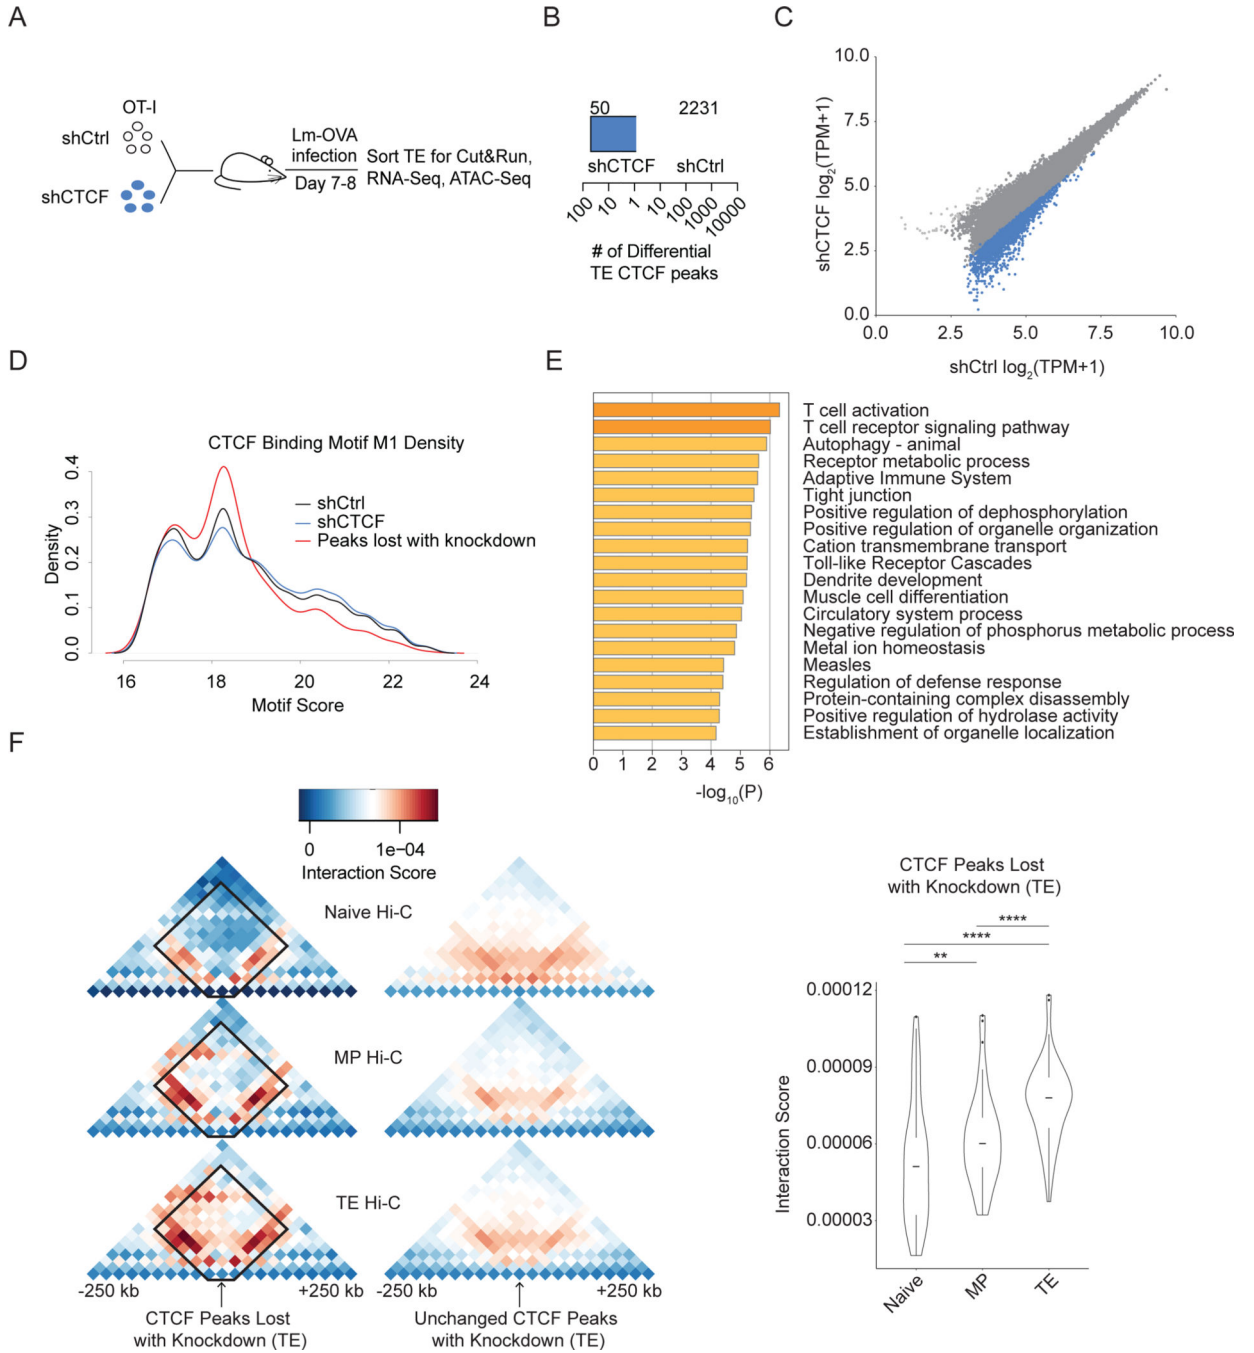 A
OT-I
shCtrl
shCTCF
Lm-OVA
infection
Day 7-8
Sort TE for Cut&Run,
RNA-Seq, ATAC-Seq
B
50
2231
shCTCF
shCtrl
100
10
1
10
100
1000
10000
# of Differential
TE CTCF peaks
C
10.0
7.5
5.0
2.5
0.0
shCTCF log2(TPM+1)
0.0
2.5
5.0
7.5
10.0
shCtrl log2(TPM+1)
D
CTCF Binding Motif M1 Density
0.4
0.3
0.2
0.1
0.0
Density
shCtrl
shCTCF
Peaks lost with knockdown
16
18
20
22
24
Motif Score
E
T cell activation
T cell receptor signaling pathway
Autophagy - animal
Receptor metabolic process
Adaptive Immune System
Tight junction
Positive regulation of dephosphorylation
Positive regulation of organelle organization
Cation transmembrane transport
Toll-like Receptor Cascades
Dendrite development
Muscle cell differentiation
Circulatory system process
Negative regulation of phosphorus metabolic process
Metal ion homeostasis
Measles
Regulation of defense response
Protein-containing complex disassembly
Positive regulation of hydrolase activity
Establishment of organelle localization
0
1
2
3
4
5
6
-log10(P)
F
0
1e−04
Interaction Score
Naive Hi-C
MP Hi-C
TE Hi-C
-250 kb
+250 kb
CTCF Peaks Lost
with Knockdown (TE)
-250 kb
+250 kb
Unchanged CTCF Peaks
with Knockdown (TE)
CTCF Peaks Lost
with Knockdown (TE)
****
****
**
0.00012
0.00009
0.00006
0.00003
Interaction Score
Naive
MP
TE